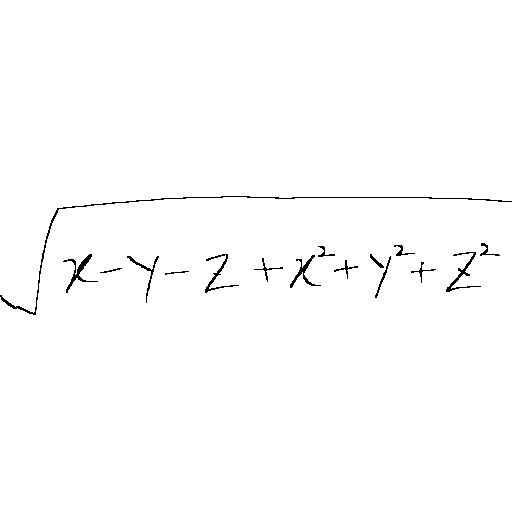 √(x - y - z + x² + y² + z²)